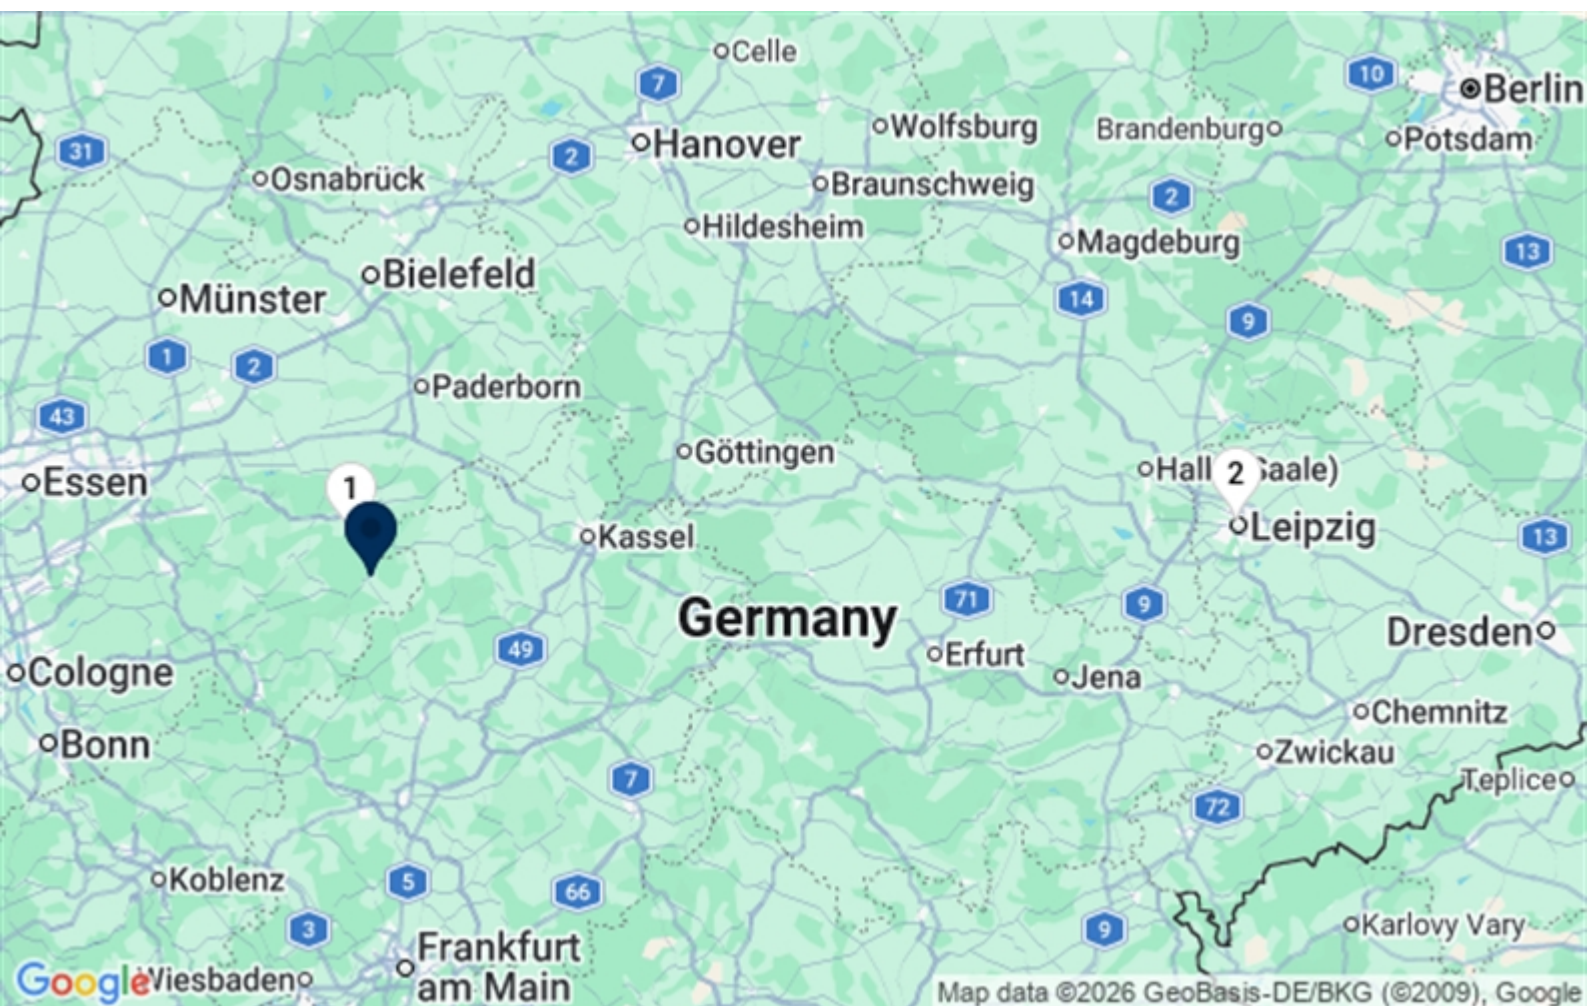 Celle
7
10
Berlin
Wolfsburg
Brandenburg
Hanover
Potsdam
31
2
Osnabrück
Braunschweig
2
Hildesheim
Magdeburg
13
Bielefeld
Münster
14
9
1
2
Paderborn
43
Göttingen
Essen
1
Hall
2
Saale)
Kassel
Leipzig
13
71
9
Germany
Dresden
49
Erfurt
Cologne
Jena
Chemnitz
Bonn
Zwickau
7
Teplice
72
Koblenz
5
66
3
9
Karlovy Vary
Frankfurt
am Main
Google
Wiesbaden
Map data ©2026 GeoBasis-DE/BKG (©2009), Google